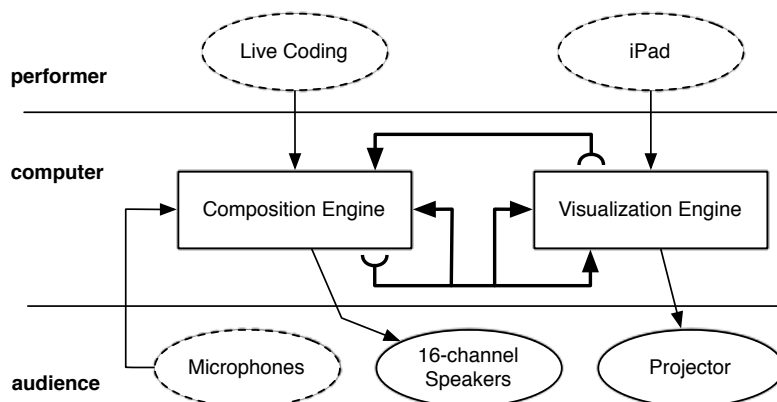 Live Coding
iPad
performer
computer
Composition Engine
Visualization Engine
Microphones
16-channel
Speakers
Projector
audience